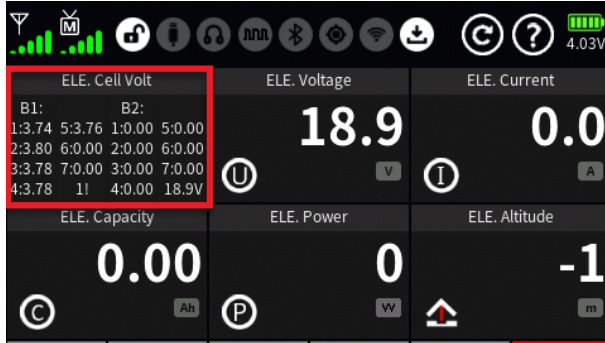 M
4.03V
ELE. Cell Volt
B1: B2:
1:3.74 5:3.76 1:0.00 5:0.00
2:3.80 6:0.00 2:0.00 6:0.00
3:3.78 7:0.00 3:0.00 7:0.00
4:3.78 1! 4:0.00 18.9V
ELE. Voltage
18.9
U V
ELE. Current
0.0
I A
ELE. Capacity
0.00
C Ah
ELE. Power
0
P W
ELE. Altitude
-1
m